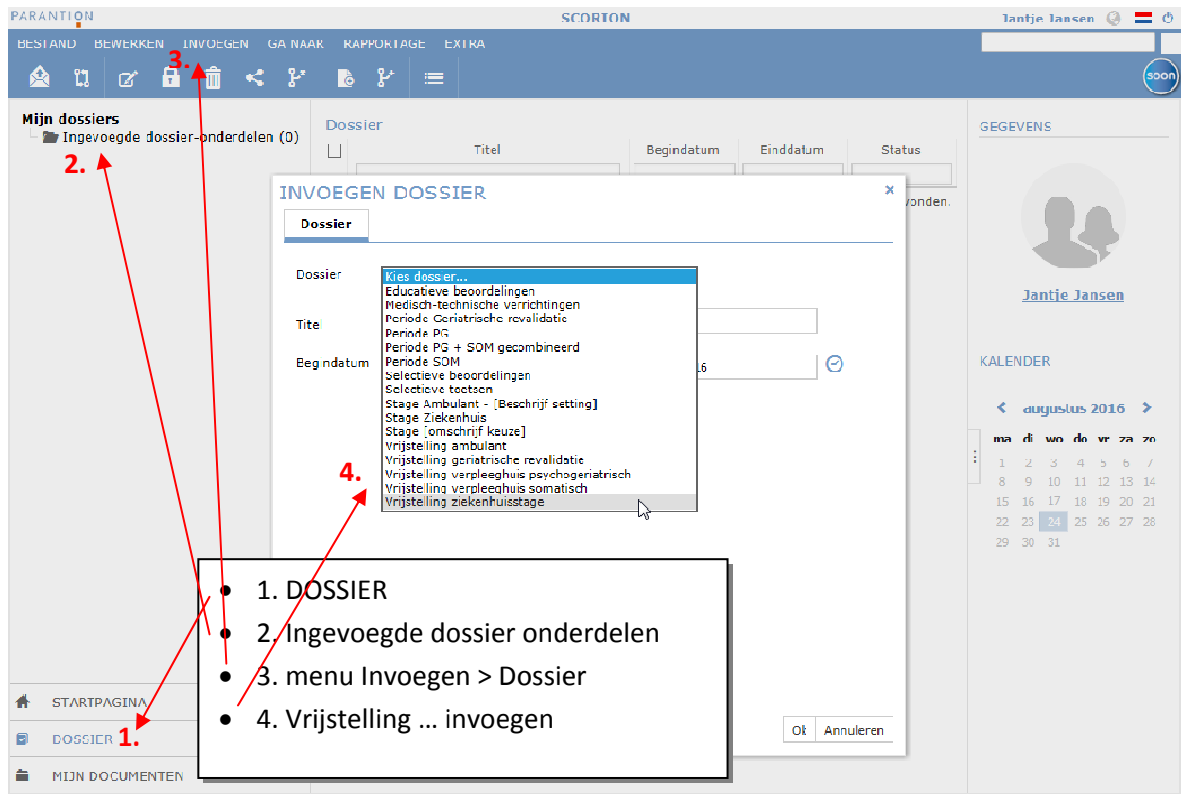 PARANTION SCORION Jantje Jansen
BESTAND BEWERKEN INVOEGEN GA NAAR RAPPORTAGE EXTRA
3.
soon
Mijn dossiers
Ingevoegde dossier-onderdelen (0)
2.
Dossier
Titel Begindatum Einddatum Status
vonden.
INVOEGEN DOSSIER x
Dossier
Dossier
Kies dossier...
Educatieve beoordelingen
Medisch-technische verrichtingen
Periode Geriatrische revalidatie
Periode PG
Periode PG + SOM gecombineerd
Periode SOM
Selectieve beoordelingen
Selectieve toetsen
Stage Ambulant - [Beschrijf setting]
Stage Ziekenhuis
Stage [omschrijf keuze]
Vrijstelling ambulant
Vrijstelling geriatrische revalidatie
Vrijstelling verpleeghuis psychogeriatrisch
Vrijstelling verpleeghuis somatisch
Vrijstelling ziekenhuisstage
Titel
Begindatum
16
4.
GEGEVENS
Jantje Jansen
KALENDER
< augustus 2016 >
ma di wo do vr za zo
1 2 3 4 5 6 7
8 9 10 11 12 13 14
15 16 17 18 19 20 21
22 23 24 25 26 27 28
29 30 31
• 1. DOSSIER
• 2. Ingevoegde dossier onderdelen
• 3. menu Invoegen > Dossier
• 4. Vrijstelling ... invoegen
Ok Annuleren
STARTPAGINA
DOSSIER 1.
MIJN DOCUMENTEN